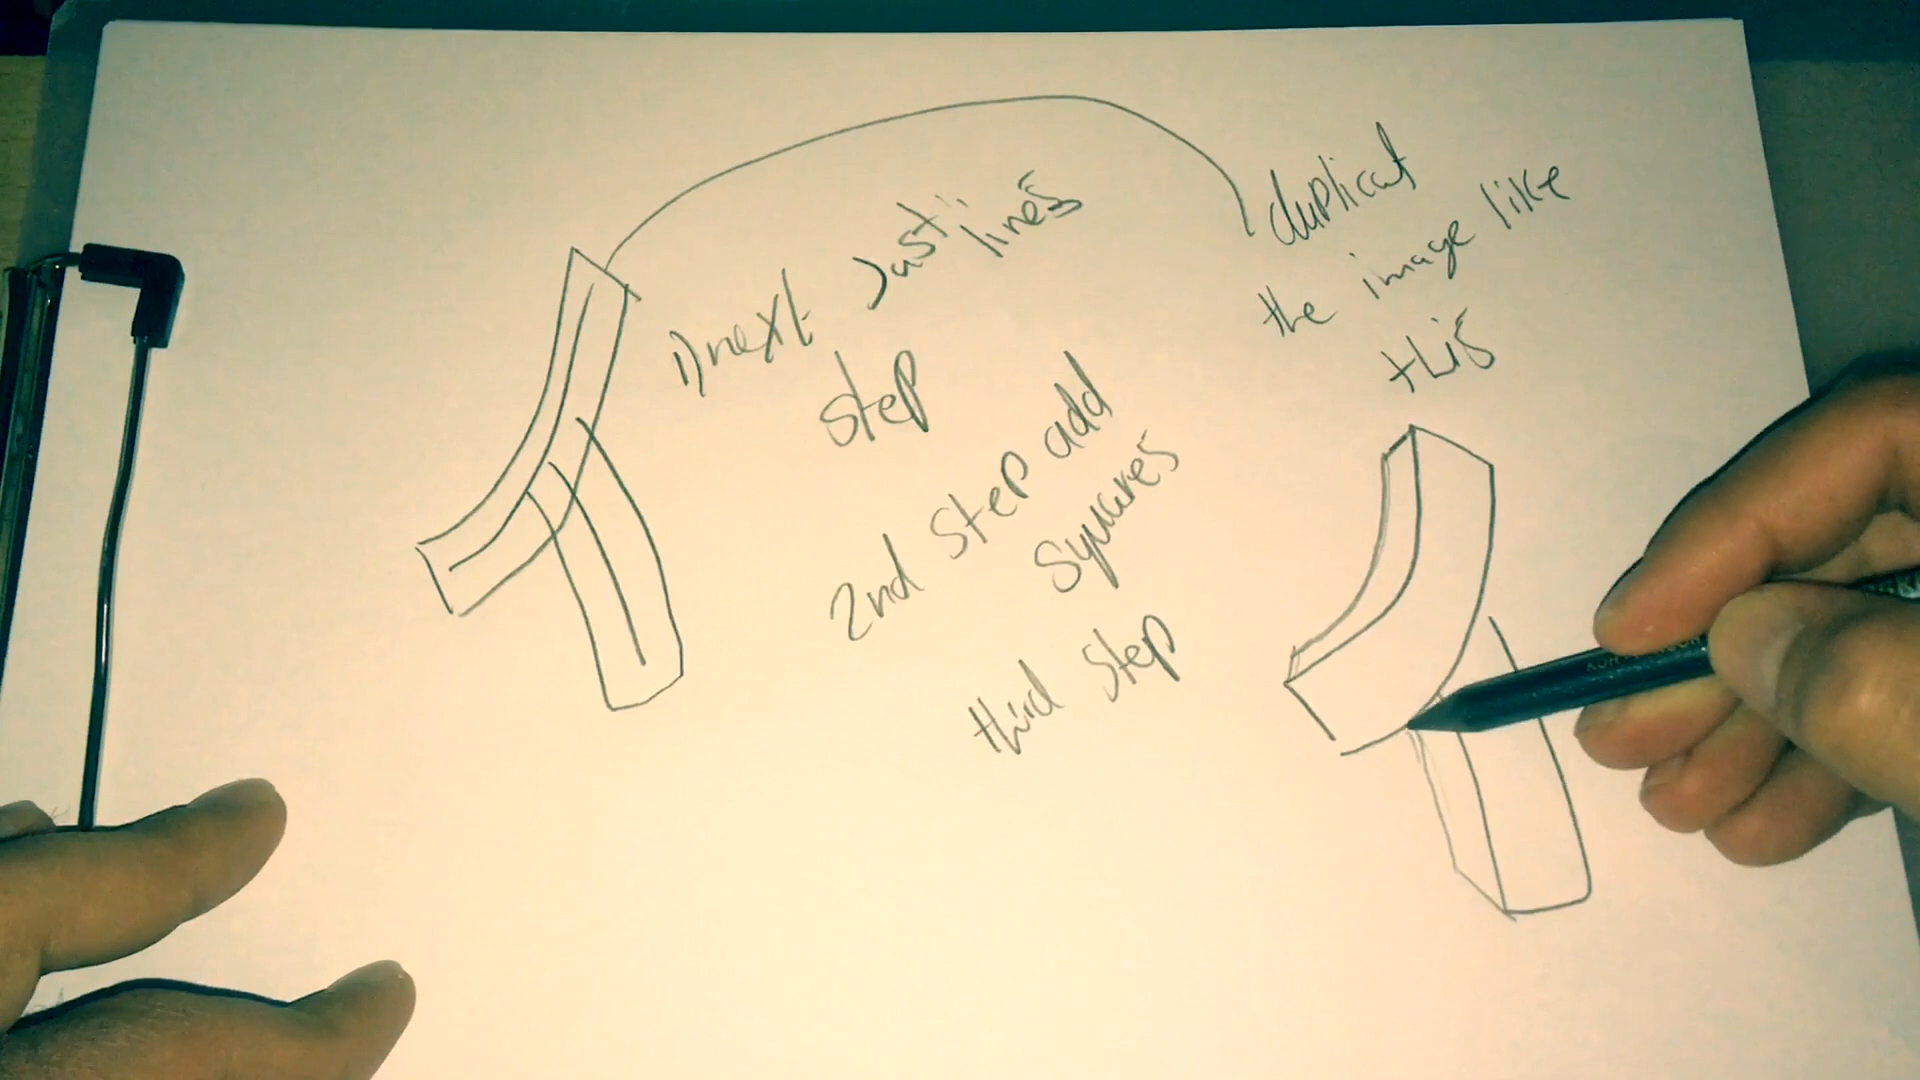 1) next Just "lines
step
2nd step add
squares
third step
duplicat
the image like
this